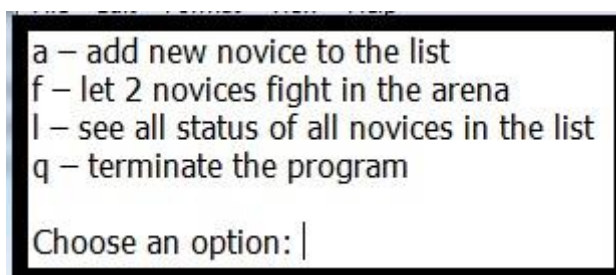 a – add new novice to the list
f – let 2 novices fight in the arena
l – see all status of all novices in the list
q – terminate the program
Choose an option: